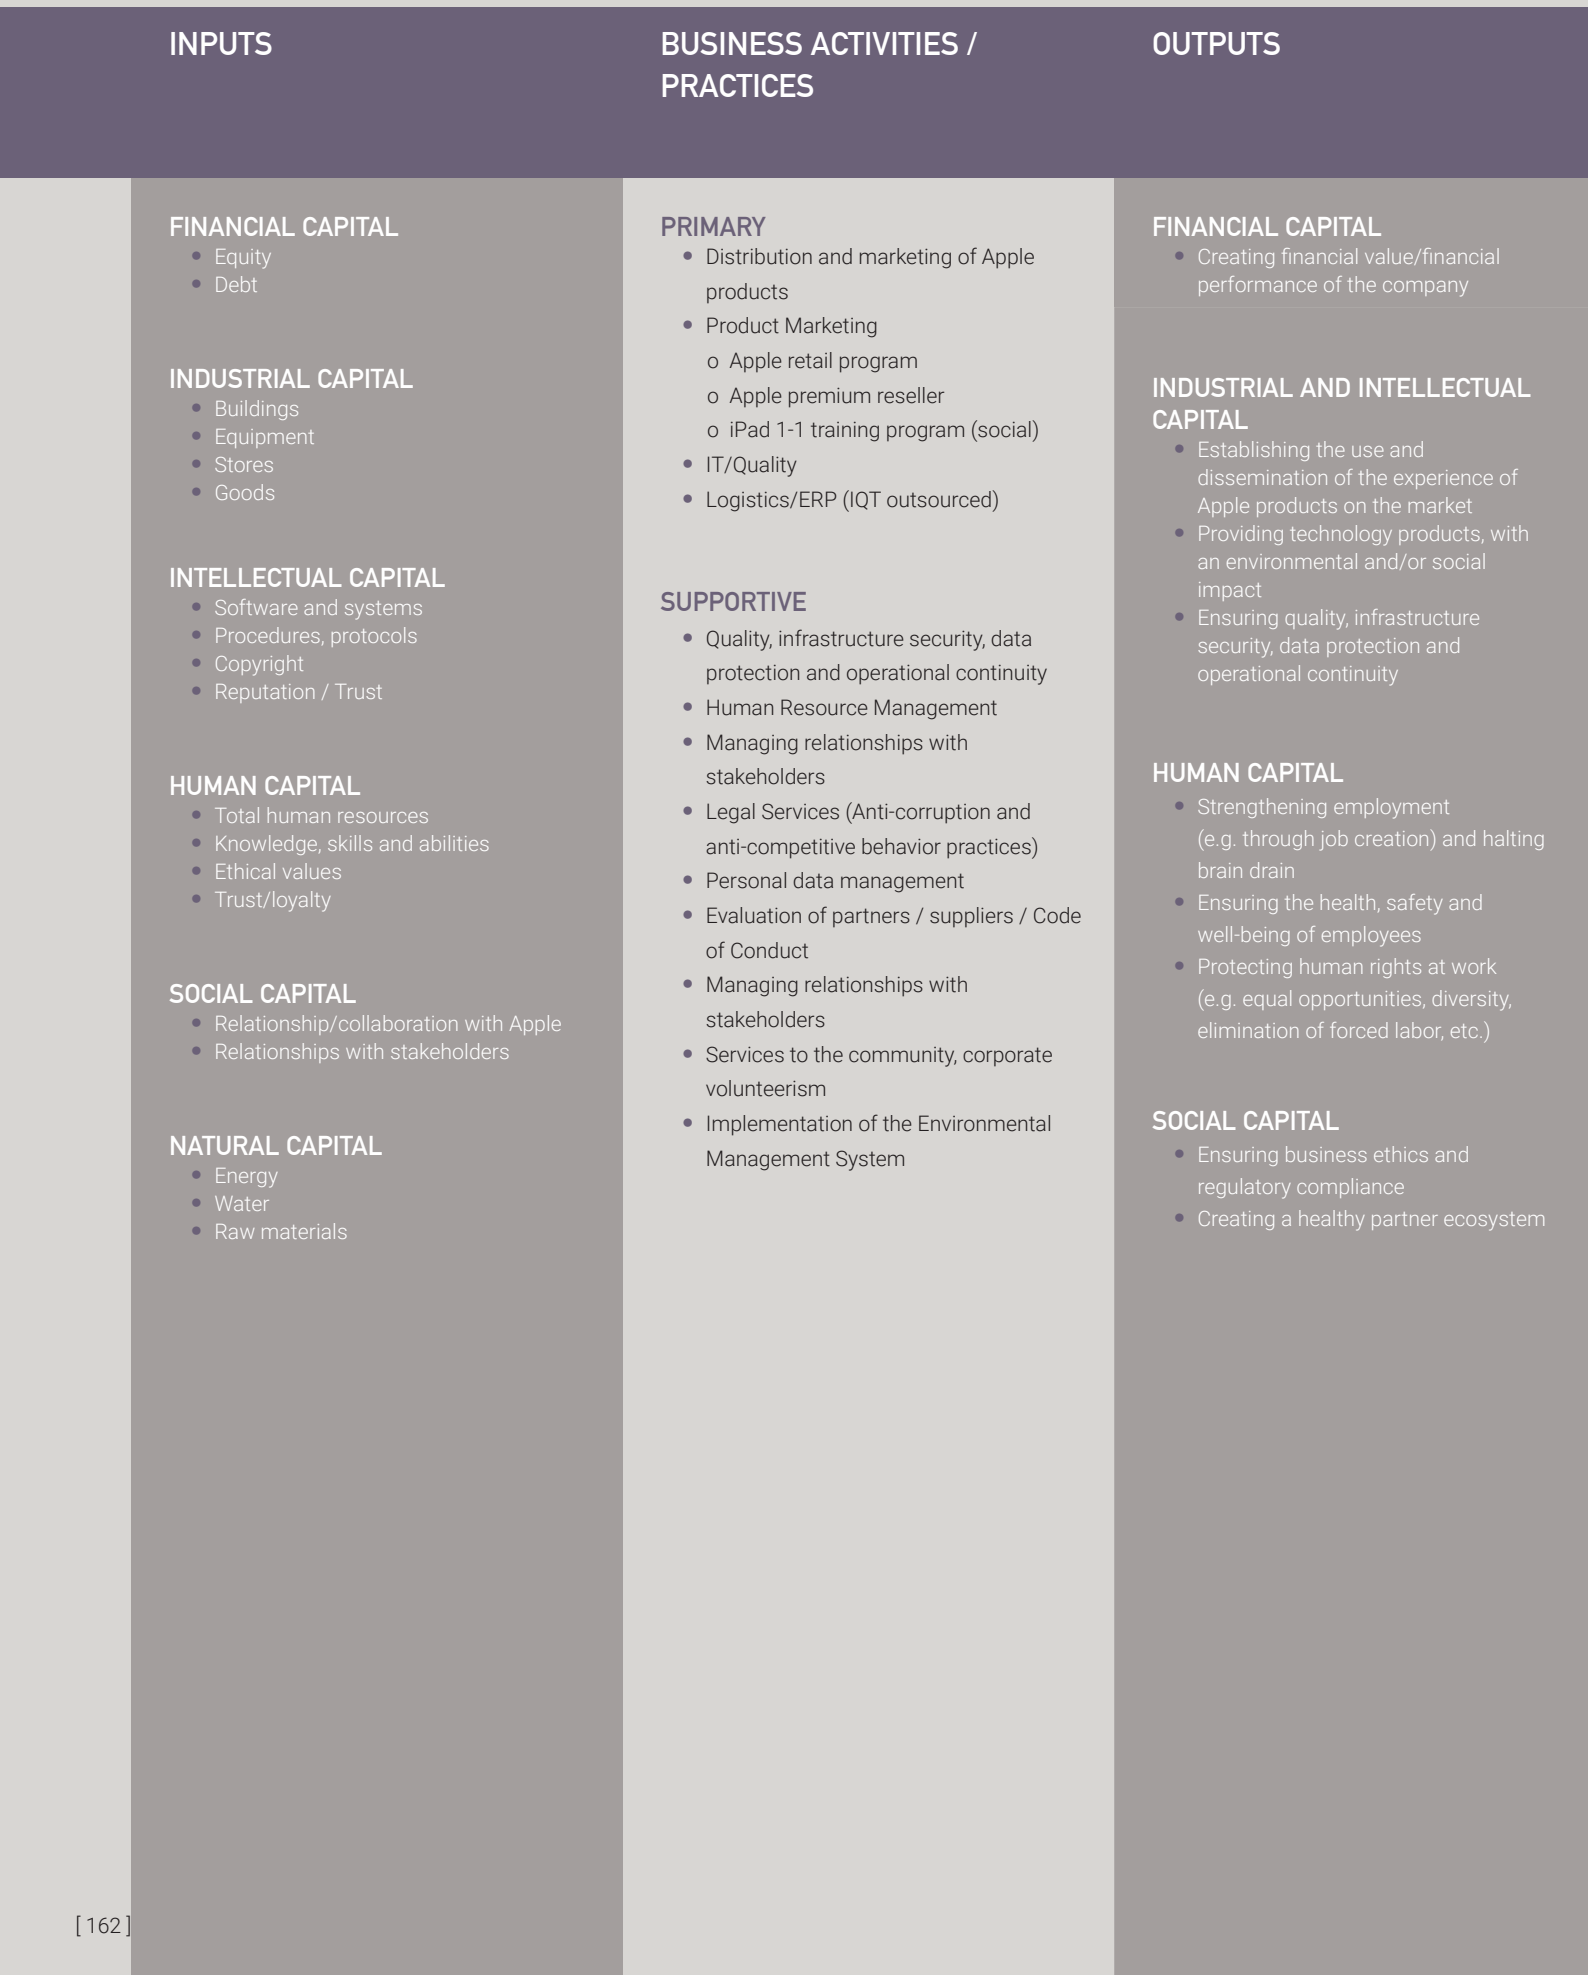 INPUTS
BUSINESS ACTIVITIES /
PRACTICES
OUTPUTS
FINANCIAL CAPITAL
• Equity
• Debt
INDUSTRIAL CAPITAL
• Buildings
• Equipment
• Stores
• Goods
INTELLECTUAL CAPITAL
• Software and systems
• Procedures, protocols
• Copyright
• Reputation / Trust
HUMAN CAPITAL
• Total human resources
• Knowledge, skills and abilities
• Ethical values
• Trust/loyalty
SOCIAL CAPITAL
• Relationship/collaboration with Apple
• Relationships with stakeholders
NATURAL CAPITAL
• Energy
• Water
• Raw materials
PRIMARY
• Distribution and marketing of Apple
products
• Product Marketing
o Apple retail program
o Apple premium reseller
o iPad 1-1 training program (social)
• IT/Quality
• Logistics/ERP (IQT outsourced)
SUPPORTIVE
• Quality, infrastructure security, data
protection and operational continuity
• Human Resource Management
• Managing relationships with
stakeholders
• Legal Services (Anti-corruption and
anti-competitive behavior practices)
• Personal data management
• Evaluation of partners / suppliers / Code
of Conduct
• Managing relationships with
stakeholders
• Services to the community, corporate
volunteerism
• Implementation of the Environmental
Management System
FINANCIAL CAPITAL
• Creating financial value/financial
performance of the company
INDUSTRIAL AND INTELLECTUAL
CAPITAL
• Establishing the use and
dissemination of the experience of
Apple products on the market
• Providing technology products, with
an environmental and/or social
impact
• Ensuring quality, infrastructure
security, data protection and
operational continuity
HUMAN CAPITAL
• Strengthening employment
(e.g. through job creation) and halting
brain drain
• Ensuring the health, safety and
well-being of employees
• Protecting human rights at work
(e.g. equal opportunities, diversity,
elimination of forced labor, etc.)
SOCIAL CAPITAL
• Ensuring business ethics and
regulatory compliance
• Creating a healthy partner ecosystem
[ 162 ]